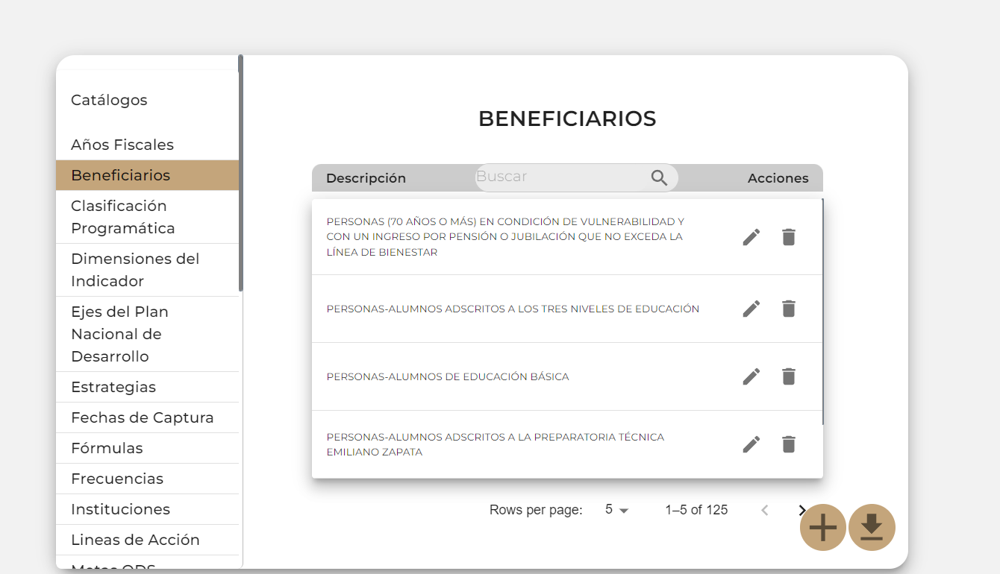 Catálogos
Años Fiscales
Beneficiarios
Clasificación
Programática
Dimensiones del
Indicador
Ejes del Plan
Nacional de
Desarrollo
Estrategias
Fechas de Captura
Fórmulas
Frecuencias
Instituciones
Lineas de Acción
Metas ODS
BENEFICIARIOS
Descripción Buscar Acciones
PERSONAS (70 AÑOS O MÁS) EN CONDICIÓN DE VULNERABILIDAD Y
CON UN INGRESO POR PENSIÓN O JUBILACIÓN QUE NO EXCEDA LA
LÍNEA DE BIENESTAR
PERSONAS-ALUMNOS ADSCRITOS A LOS TRES NIVELES DE EDUCACIÓN
PERSONAS-ALUMNOS DE EDUCACIÓN BÁSICA
PERSONAS-ALUMNOS ADSCRITOS A LA PREPARATORIA TÉCNICA
EMILIANO ZAPATA
Rows per page: 5 1–5 of 125